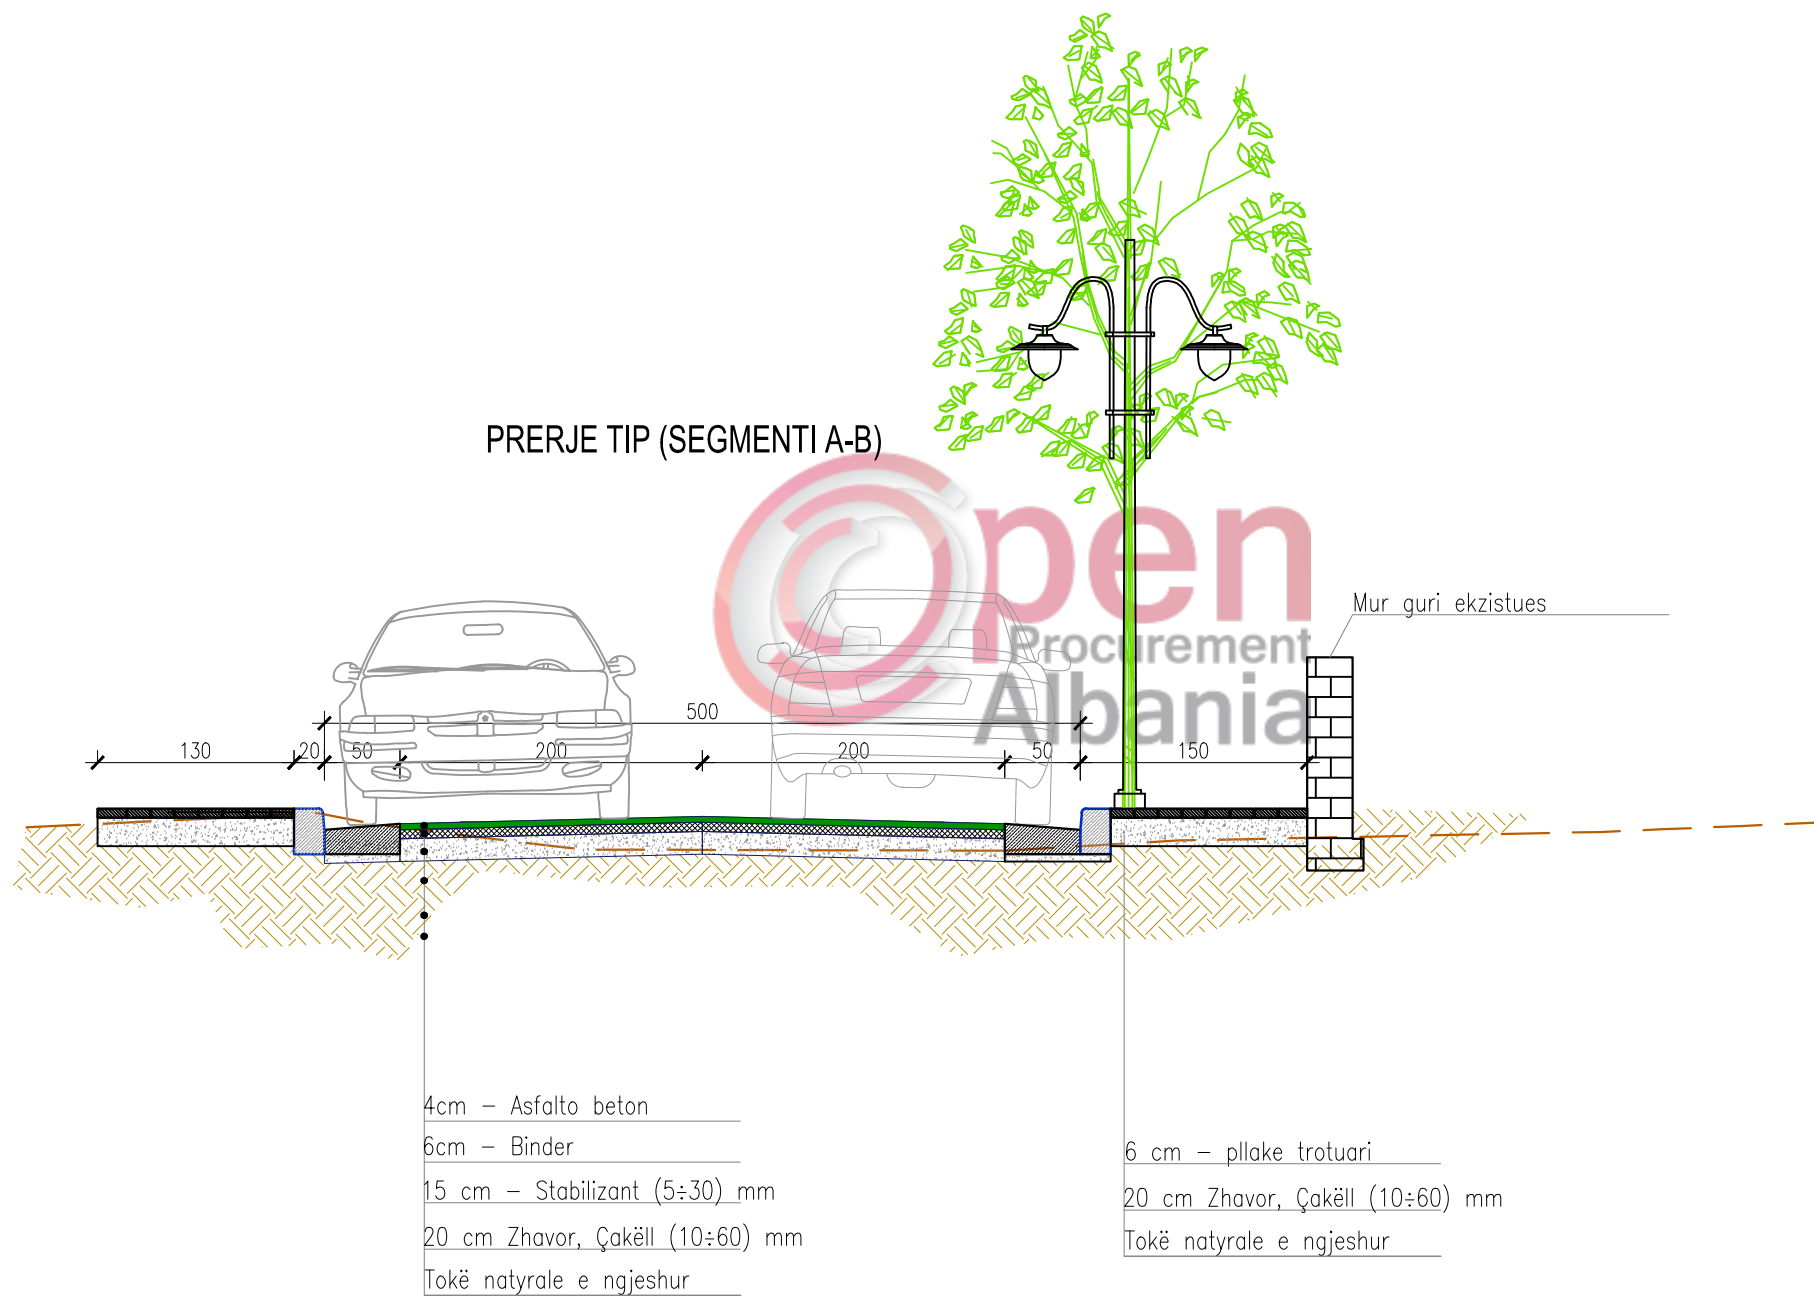 PRERJE TIP (SEGMENTI A-B)
Open
Procurement
Albania
Mur guri ekzistues
500
130 20 50 200 200 50 150
4cm – Asfalto beton
6cm – Binder
15 cm – Stabilizant (5÷30) mm
20 cm Zhavor, Çakëll (10÷60) mm
Tokë natyrale e ngjeshur
6 cm – pllake trotuari
20 cm Zhavor, Çakëll (10÷60) mm
Tokë natyrale e ngjeshur